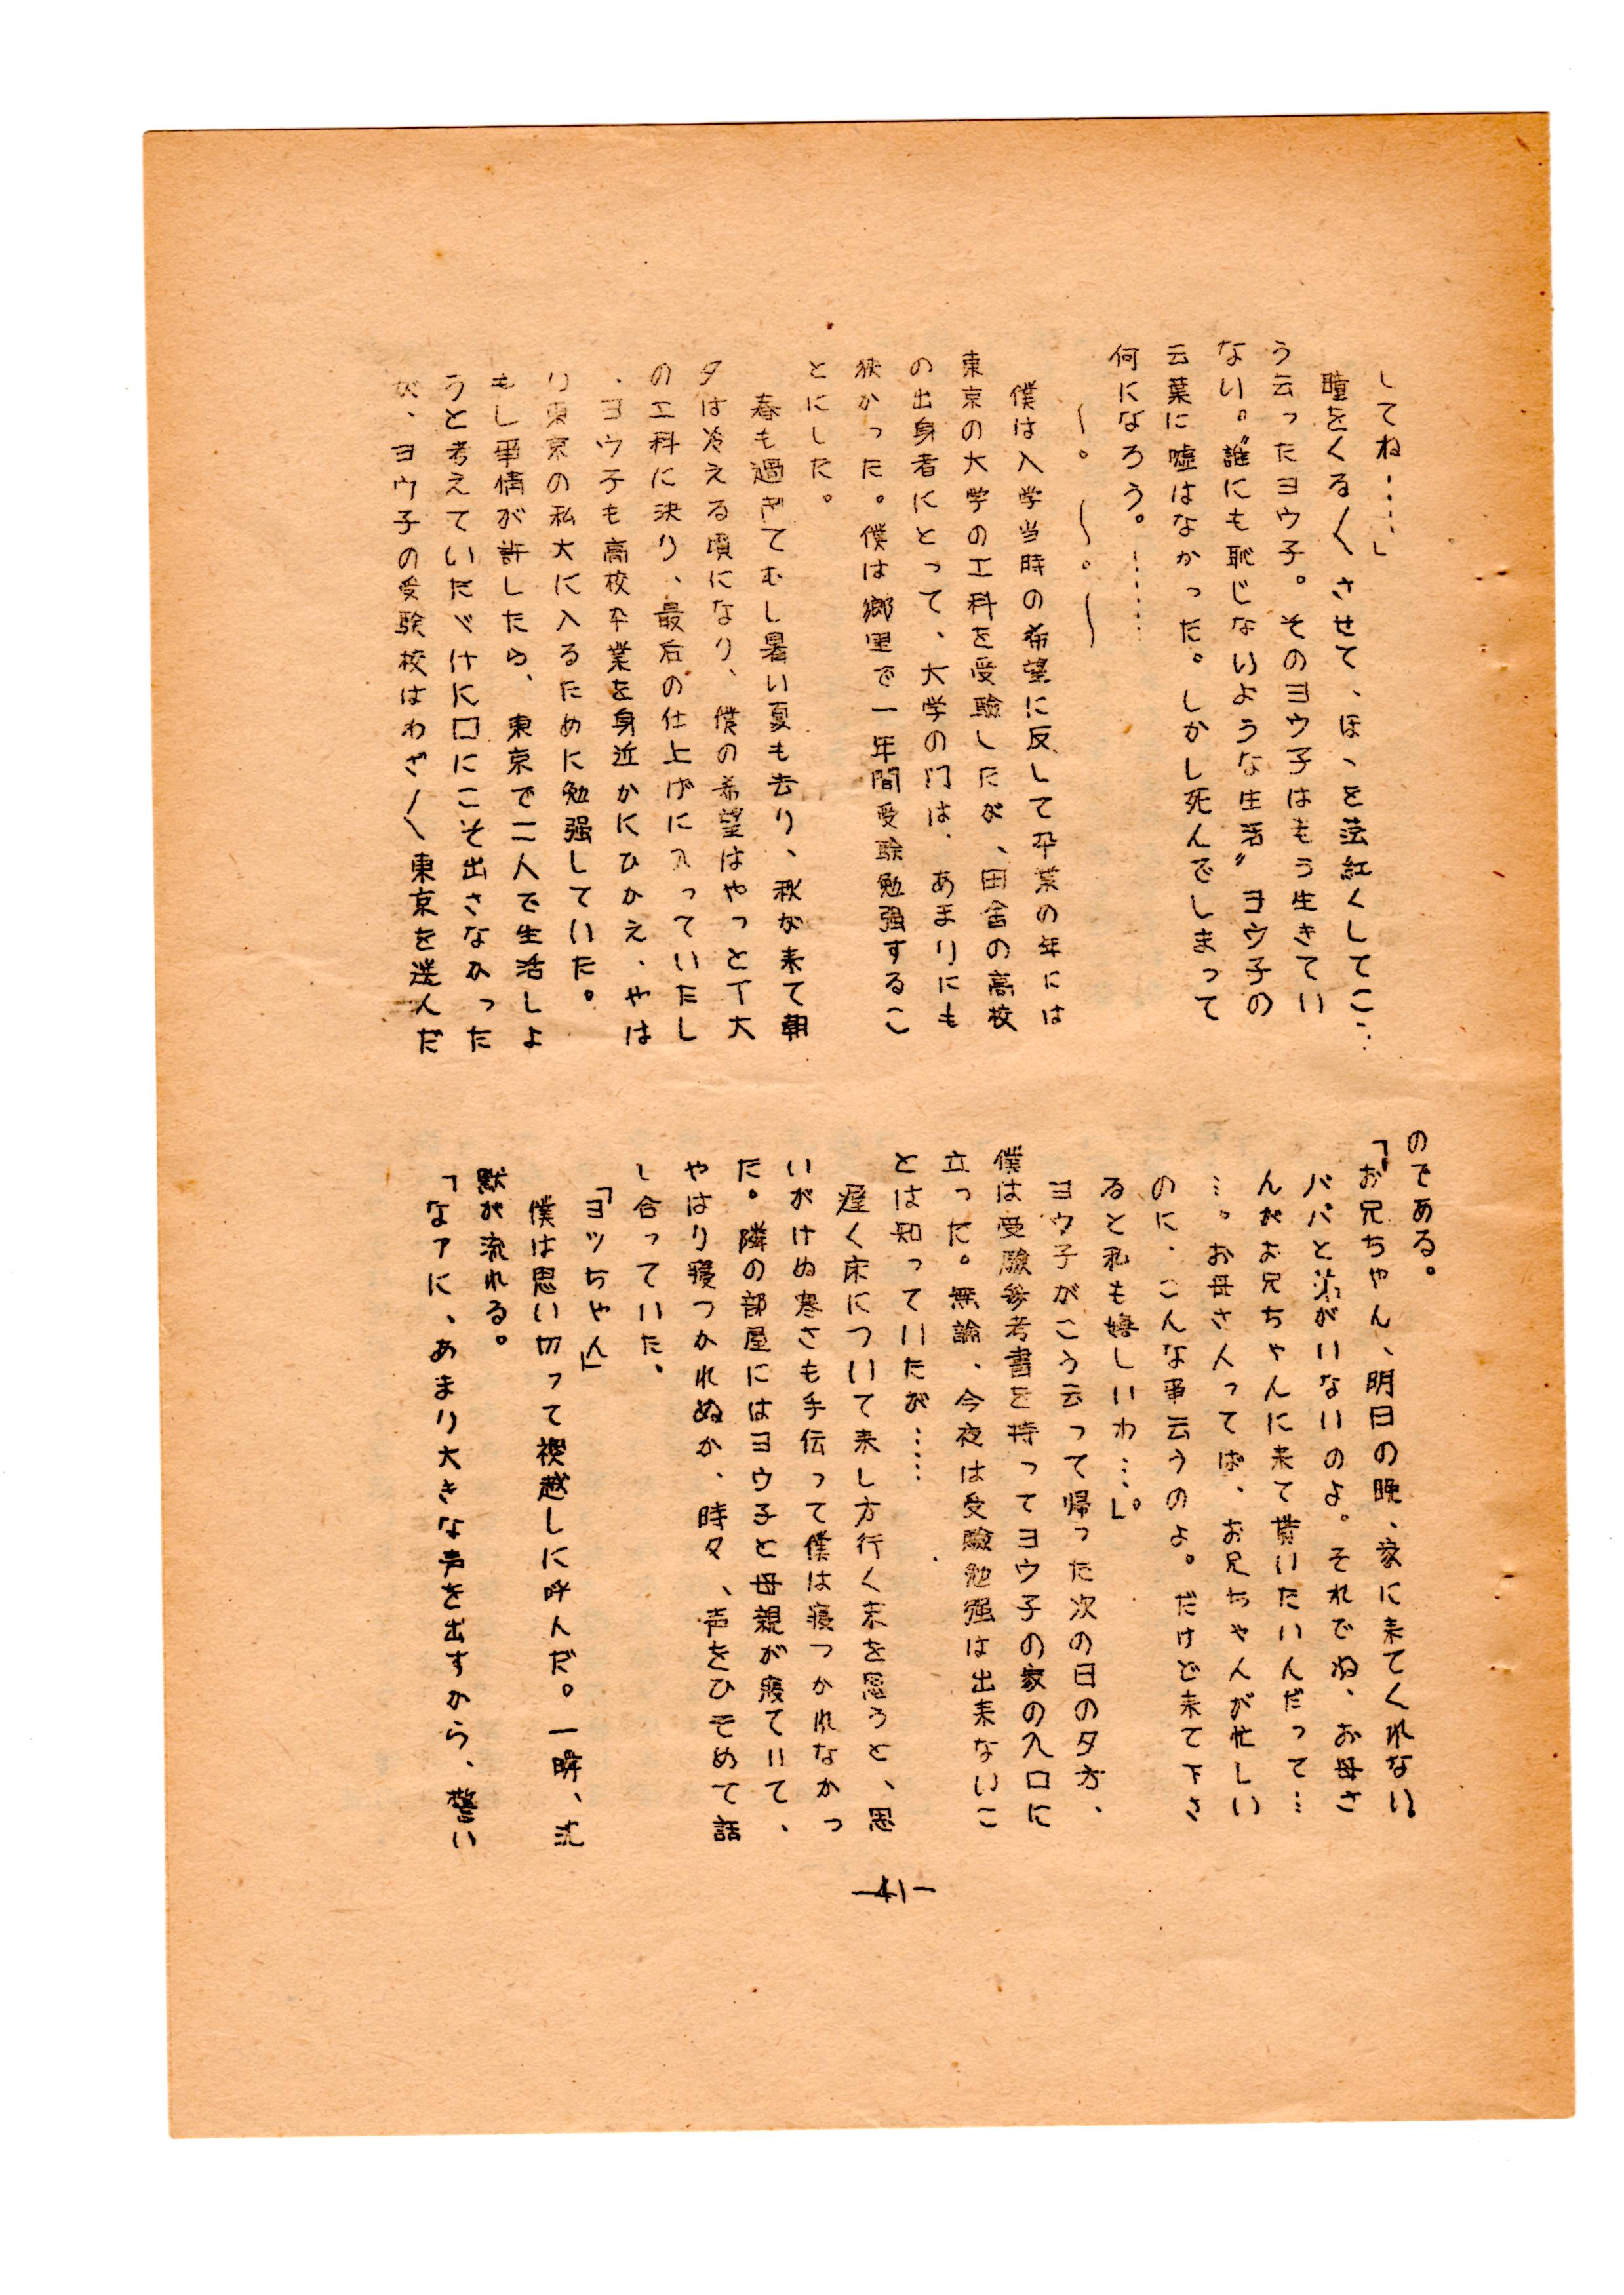 してね・・・・・」
瞳をくる〱させて、ほゝを薄紅くしてこ・・・
う云ったヨウ子。そのヨウ子はもう生きてい
ない。〝誰にも恥じないような生活〟ヨウ子の
云葉に嘘はなかった。しかし死んでしまって
何になろう。・・・・・・
〜。〜。〜
僕は入学当時の希望に反して卒業の年には
東京の大学の工科を受験したが、田舎の高校
の出身者にとって、大学の門は、あまりにも
狭かった。僕は郷里で一年間受験勉強するこ
とにした。
春も過ぎてむし暑い夏も去り、秋が来て朝
夕は冷える頃になり、僕の希望はやっとT大
の工科に決り、最后の仕上げに入っていたし
、ヨウ子も高校卒業を身近かにひかえ、やは
り東京の私大に入るために勉強していた。
もし事情が許したら、東京で二人で生活しよ
うと考えていたゞけに口にこそ出さなかった
が、ヨウ子の受験校はわざ〱東京を選んだ
のである。
「お兄ちゃん、明日の晩、家に来てくれない。
パパと弟がいないのよ。それでね、お母さ
んがお兄ちゃんに来て貰いたいんだって・・・
・・・。お母さんってば、お兄ちゃんが忙しい
のに、こんな事云うのよ。だけど来て下さ
ると私も嬉しいわ・・・」。
ヨウ子がこう云って帰った次の日の夕方、
僕は受験参考書を持ってヨウ子の家の入口に
立った。無論、今夜は受験勉強は出来ないこ
とは知っていたが・・・・・
遅く床について来し方行く末を思うと、思
いがけぬ寒さも手伝って僕は寝つかれなかっ
た。隣の部屋にはヨウ子と母親が寝ていて、
やはり寝つかれぬか、時々、声をひそめて話
し合っていた。
「ヨッちゃん」
僕は思い切って襖越しに呼んだ。一瞬、沈
黙が流れる。
「なアに、あまり大きな声を出すから、驚い
—41—